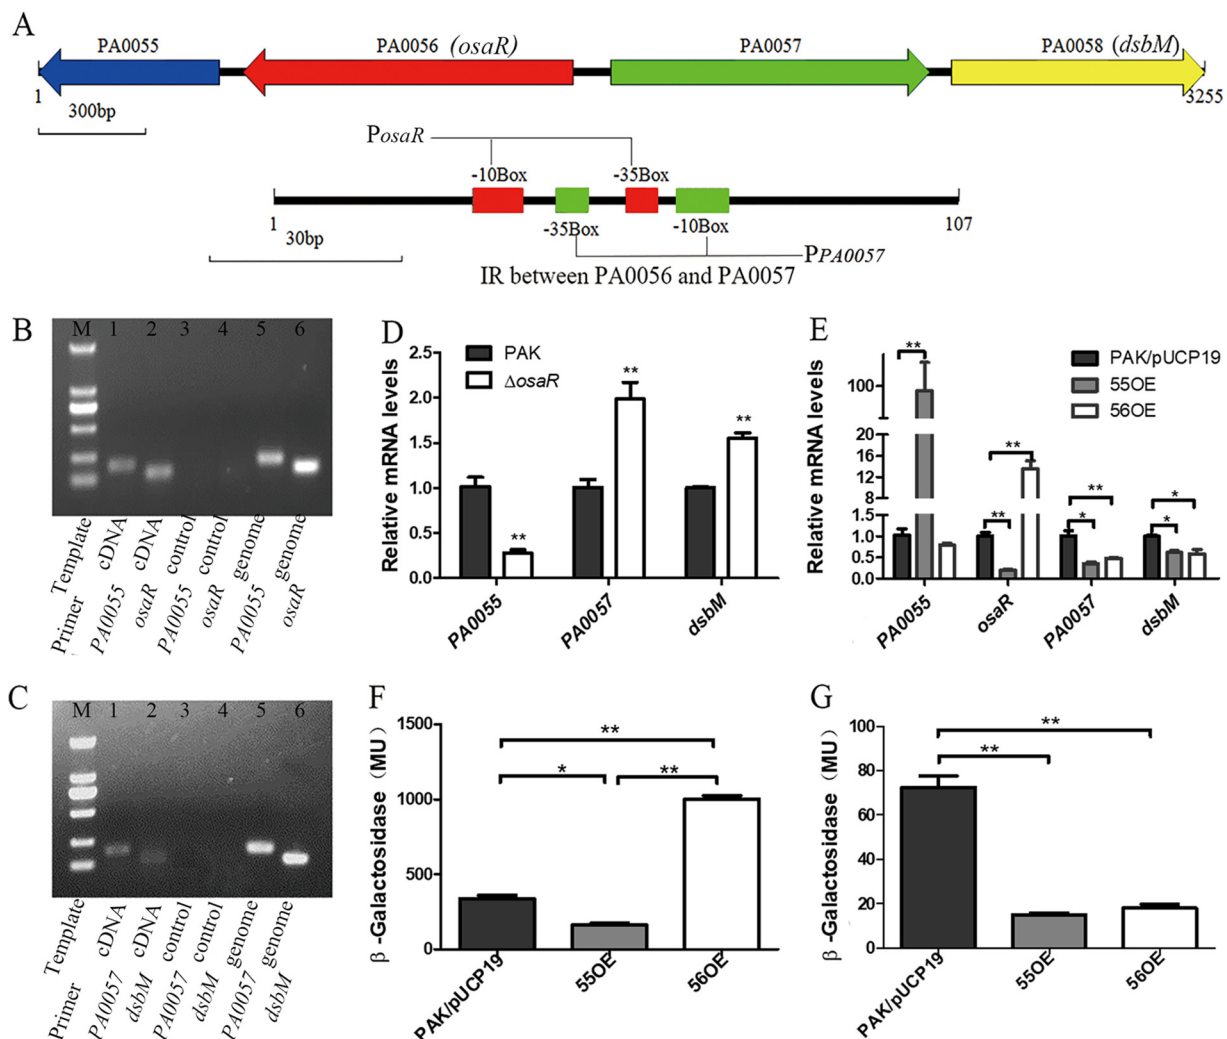 A
PA0055 PA0056 (osaR) PA0057 PA0058 (dsbM)
1 3255
300bp
PosaR
-10Box -35Box
1 -35Box -10Box 107
30bp
PPA0057
IR between PA0056 and PA0057
B
M 1 2 3 4 5 6
Template cDNA cDNA control control genome genome
Primer PA0055 osaR PA0055 osaR PA0055 osaR
C
M 1 2 3 4 5 6
Template cDNA cDNA control control genome genome
Primer PA0057 dsbM PA0057 dsbM PA0057 dsbM
D
Relative mRNA levels
2.5
2.0
1.5
1.0
0.5
0.0
PAK
ΔosaR
** ** **
PA0055 PA0057 dsbM
E
Relative mRNA levels
100
20
12
8
4
1.5
1.0
0.5
0.0
PAK/pUCP19
55OE
56OE
**
** **
* **
* *
PA0055 osaR PA0057 dsbM
F
β -Galactosidase（MU）
1500
1000
500
0
**
* **
PAK/pUCP19 55OE 56OE
G
β -Galactosidase（MU）
100
80
60
40
20
0
**
**
PAK/pUCP19 55OE 56OE